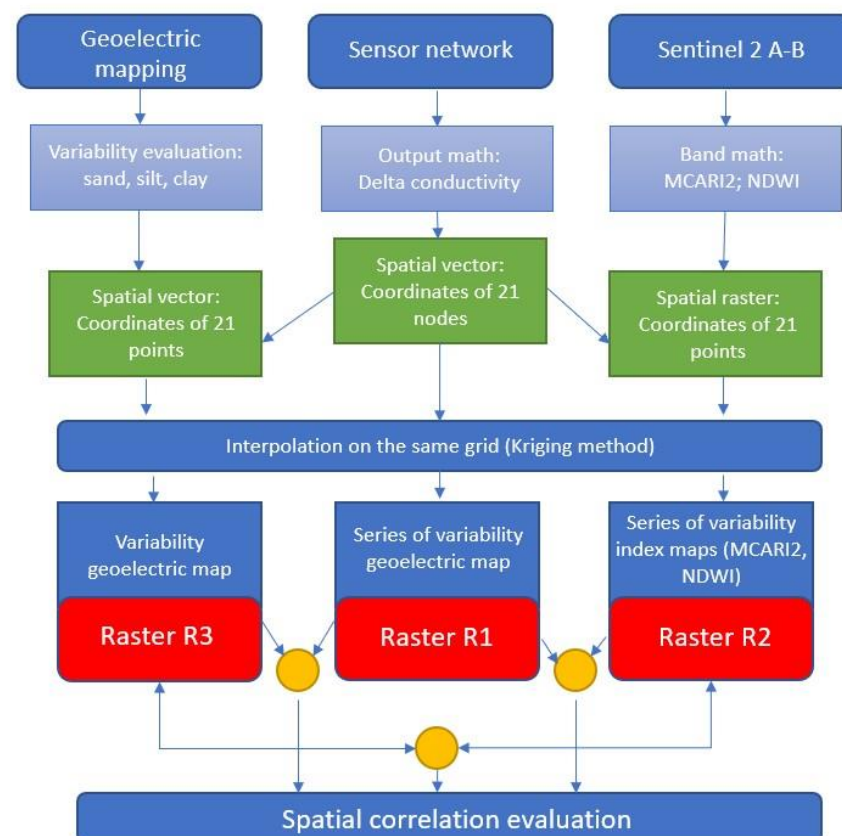 Geoelectric
mapping
Sensor network
Sentinel 2 A-B
Variability evaluation:
sand, silt, clay
Output math:
Delta conductivity
Band math:
MCARI2; NDWI
Spatial vector:
Coordinates of 21
points
Spatial vector:
Coordinates of 21
nodes
Spatial raster:
Coordinates of 21
points
Interpolation on the same grid (Kriging method)
Variability
geoelectric map
Series of variability
geoelectric map
Series of variability
index maps (MCARI2,
NDWI)
Raster R3
Raster R1
Raster R2
Spatial correlation evaluation